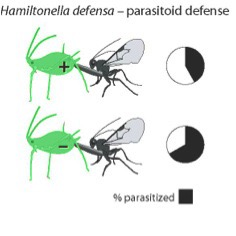 Hamiltonella defensa – parasitoid defense
+
–
% parasitized